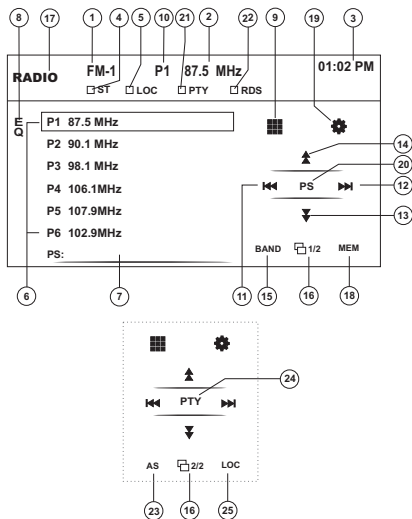 8 17 1 4 5 10 21 2 22 9 19 3
RADIO FM-1 P1 87.5 MHz 01:02 PM
ST LOC PTY RDS
EQ
P1 87.5 MHz
P2 90.1 MHz
P3 98.1 MHz
P4 106.1MHz
P5 107.9MHz
P6 102.9MHz
PS:
14
20
PS
12
13
BAND 1/2 MEM
6 7 11 15 16 18
24
PTY
AS 2/2 LOC
23 16 25